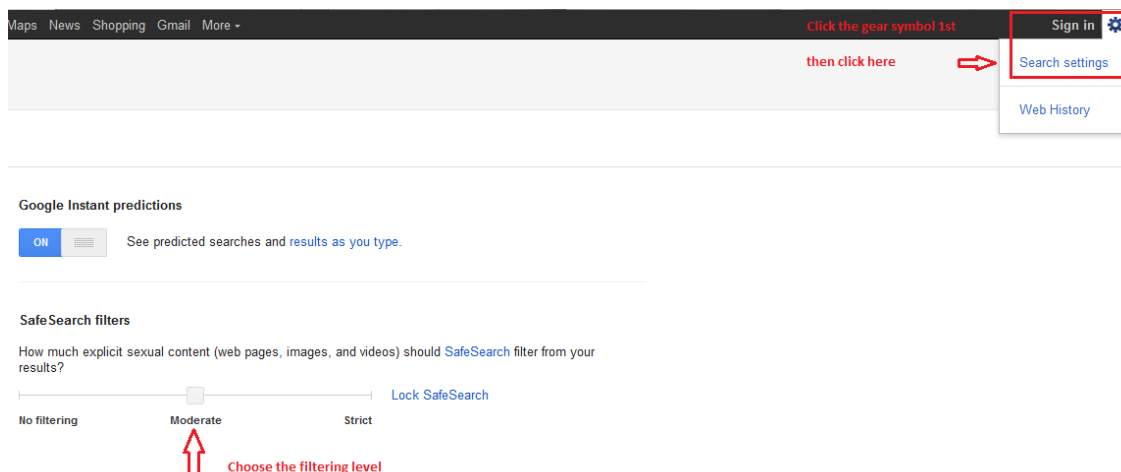 Maps News Shopping Gmail More
Click the gear symbol 1st
Sign in
then click here
Search settings
Web History
Google Instant predictions
ON
See predicted searches and results as you type.
SafeSearch filters
How much explicit sexual content (web pages, images, and videos) should SafeSearch filter from your
results?
Lock SafeSearch
No filtering Moderate Strict
Choose the filtering level